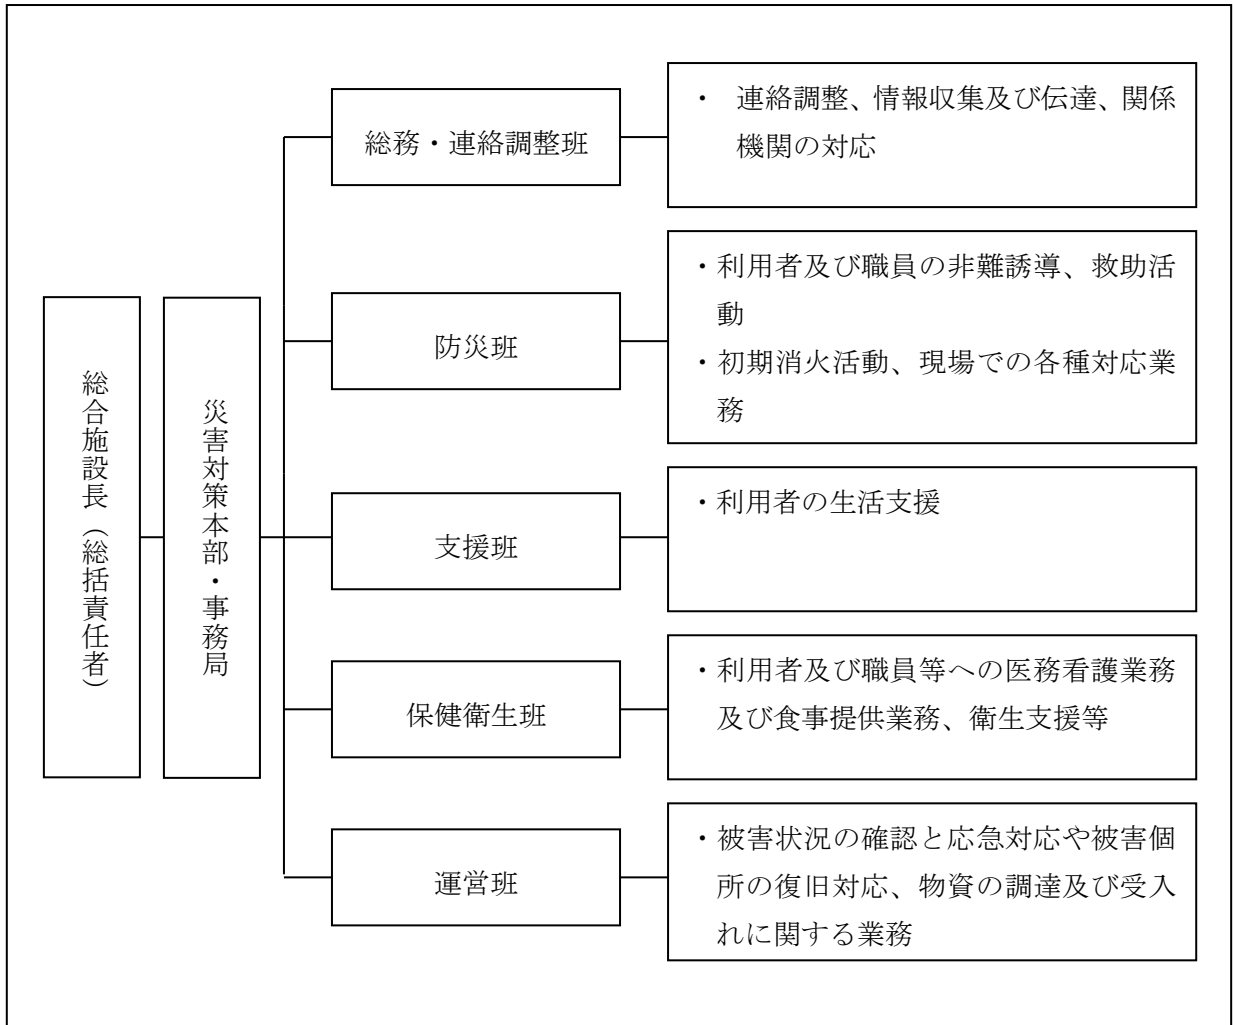 総合施設長（総括責任者）
災害対策本部・事務局
総務・連絡調整班
・ 連絡調整、情報収集及び伝達、関係
機関の対応
防災班
・利用者及び職員の非難誘導、救助活
動
・初期消火活動、現場での各種対応業
務
支援班
・利用者の生活支援
保健衛生班
・利用者及び職員等への医務看護業務
及び食事提供業務、衛生支援等
運営班
・被害状況の確認と応急対応や被害個
所の復旧対応、物資の調達及び受入
れに関する業務